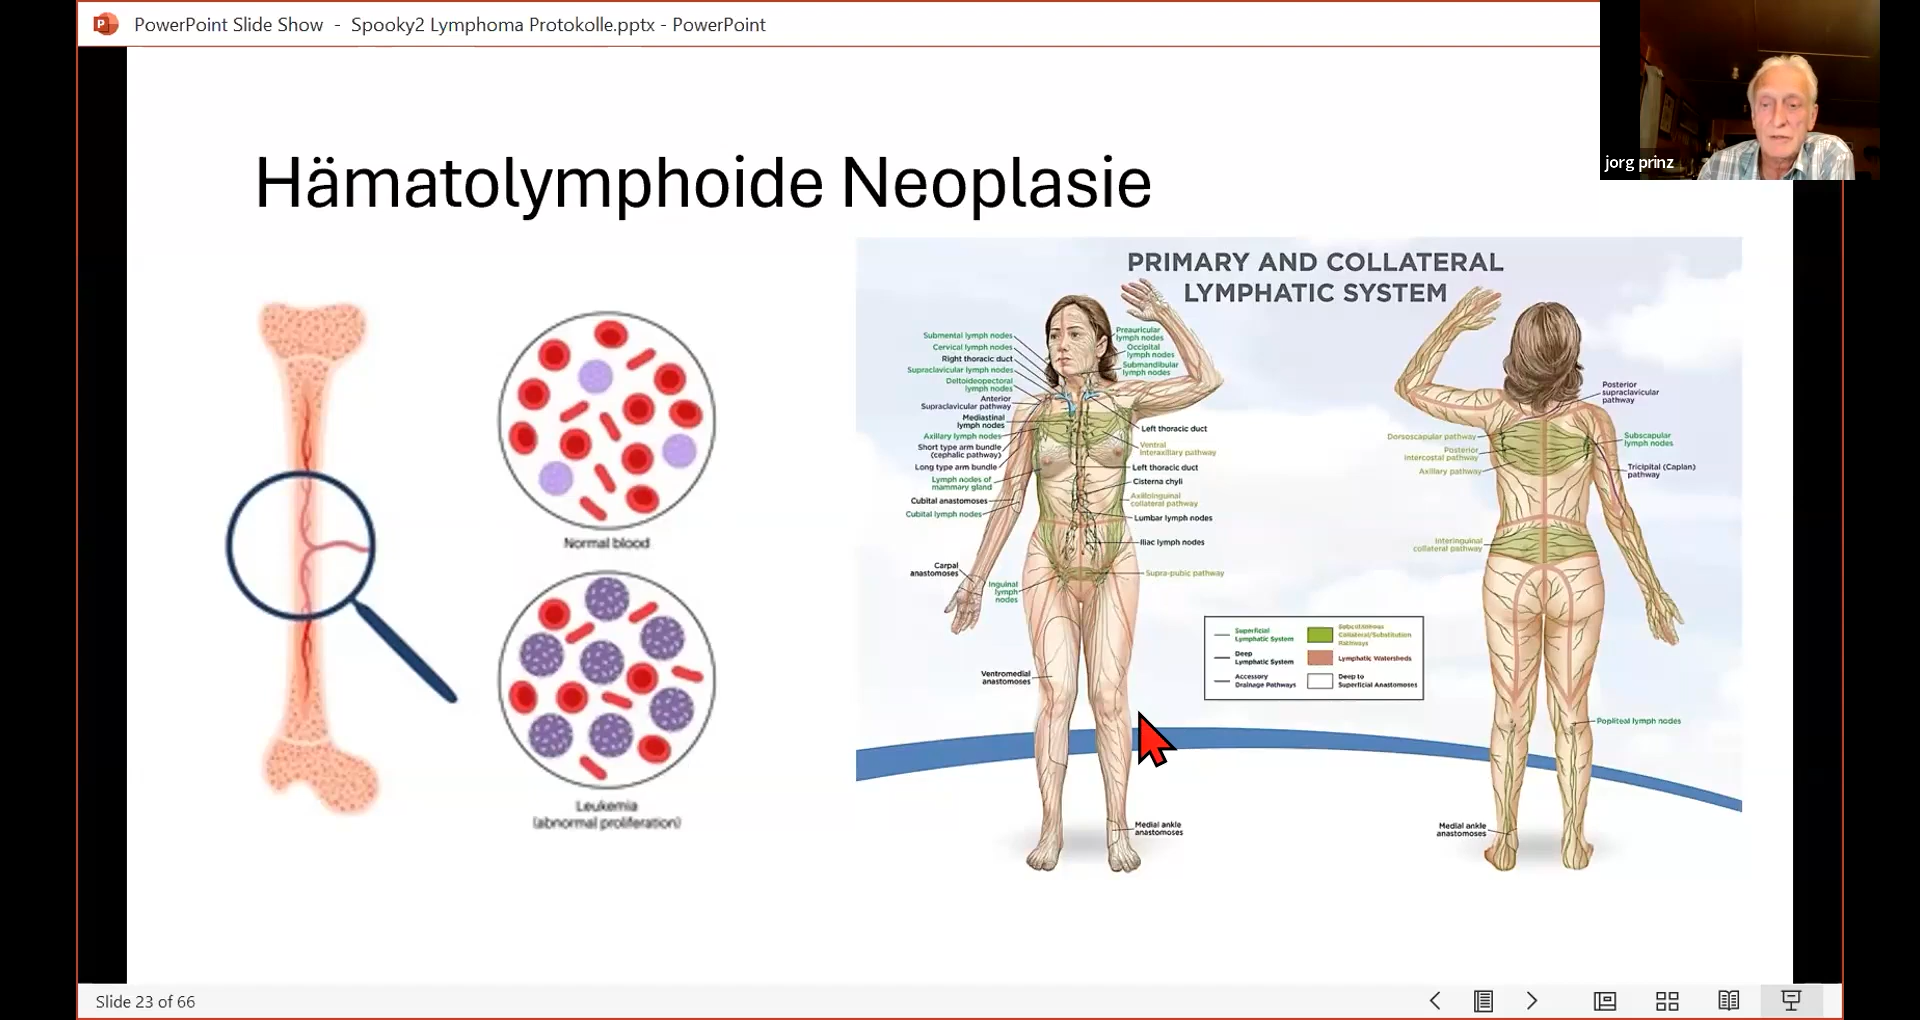 PowerPoint Slide Show - Spooky2 Lymphoma Protokolle.pptx - PowerPoint
jorg prinz
Hämatolymphoide Neoplasie
Normal blood
Leukemia
(abnormal proliferation)
PRIMARY AND COLLATERAL
LYMPHATIC SYSTEM
Submental lymph nodes
Cervical lymph nodes
Right thoracic duct
Supraclavicular lymph nodes
Deltoideopectoral
lymph nodes
Anterior
Supraclavicular pathway
Mediastinal
lymph nodes
Axillary lymph nodes
Short type arm bundle
(cephalic pathway)
Long type arm bundle
Lymph nodes of
mammary gland
Cubital anastomoses
Cubital lymph nodes
Carpal
anastomoses
Inguinal
lymph
nodes
Ventromedial
anastomoses
Preauricular
lymph nodes
Occipital
lymph nodes
Submandibular
lymph nodes
Left thoracic duct
Ventral
Interaxillary pathway
Left thoracic duct
Cisterna chyli
Axilloinguinal
collateral pathway
Lumbar lymph nodes
Iliac lymph nodes
Supra-pubic pathway
Medial ankle
anastomoses
Superficial
Lymphatic System
Deep
Lymphatic System
Accessory
Drainage Pathways
Subcutaneous
Collateral/Substitution
Pathways
Lymphatic Watersheds
Deep to
Superficial Anastomoses
Posterior
supraclavicular
pathway
Dorsoscapular pathway
Posterior
intercostal pathway
Axillary pathway
Subscapular
lymph nodes
Tricipital (Caplan)
pathway
Interinguinal
collateral pathway
Popliteal lymph nodes
Medial ankle
anastomoses
Slide 23 of 66